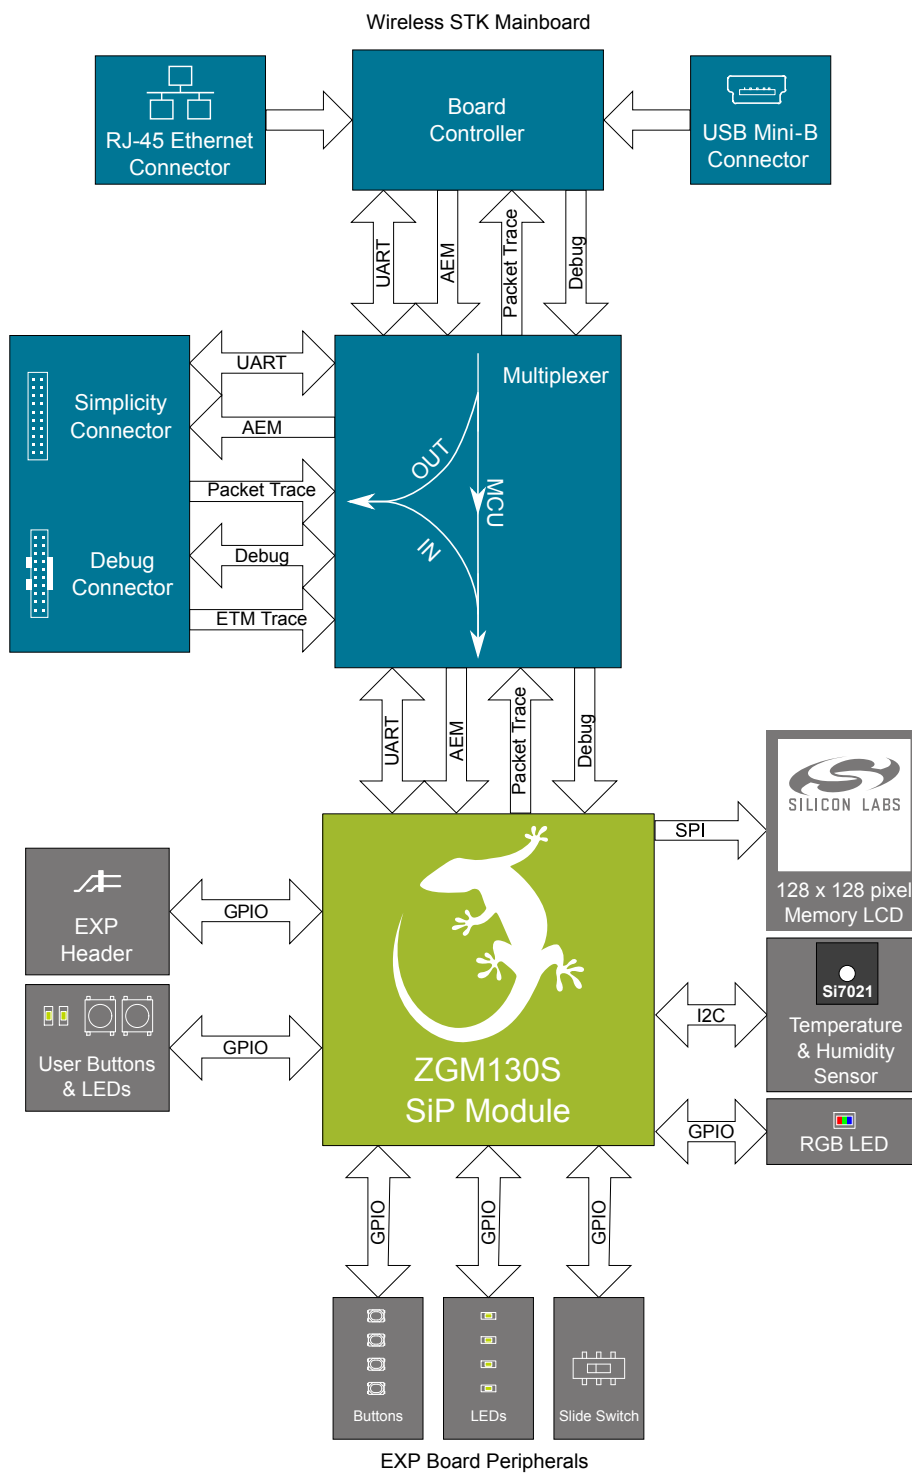 Wireless STK Mainboard
RJ-45 Ethernet
Connector
Board
Controller
USB Mini-B
Connector
UART
AEM
Packet Trace
Debug
Simplicity
Connector
Debug
Connector
UART
AEM
Packet Trace
Debug
ETM Trace
Multiplexer
OUT
MCU
IN
UART
AEM
Packet Trace
Debug
SPI
SILICON LABS
128 x 128 pixel
Memory LCD
EXP
Header
GPIO
User Buttons
& LEDs
GPIO
ZGM130S
SiP Module
I2C
Si7021
Temperature
& Humidity
Sensor
GPIO
RGB LED
GPIO
GPIO
GPIO
Buttons
LEDs
Slide Switch
EXP Board Peripherals